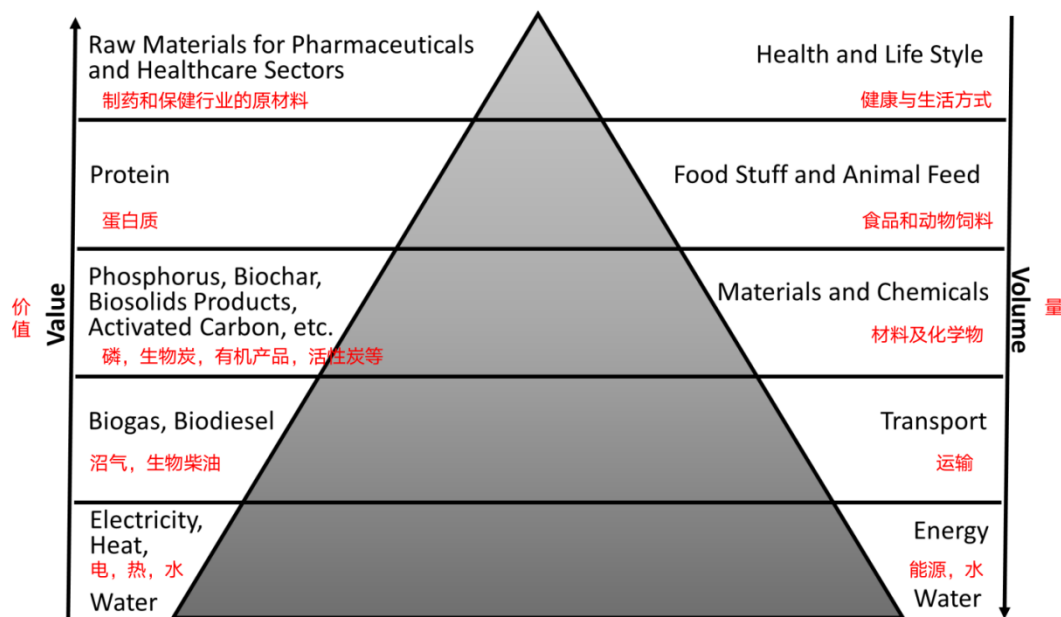 Raw Materials for Pharmaceuticals
and Healthcare Sectors
制药和保健行业的原材料
Health and Life Style
健康与生活方式
Protein
蛋白质
Food Stuff and Animal Feed
食品和动物饲料
价值
Value
Phosphorus, Biochar,
Biosolids Products,
Activated Carbon, etc.
磷，生物炭，有机产品，活性炭等
Materials and Chemicals
材料及化学物
Volume
量
Biogas, Biodiesel
沼气，生物柴油
Transport
运输
Electricity,
Heat,
电，热，水
Water
Energy
能源，水
Water